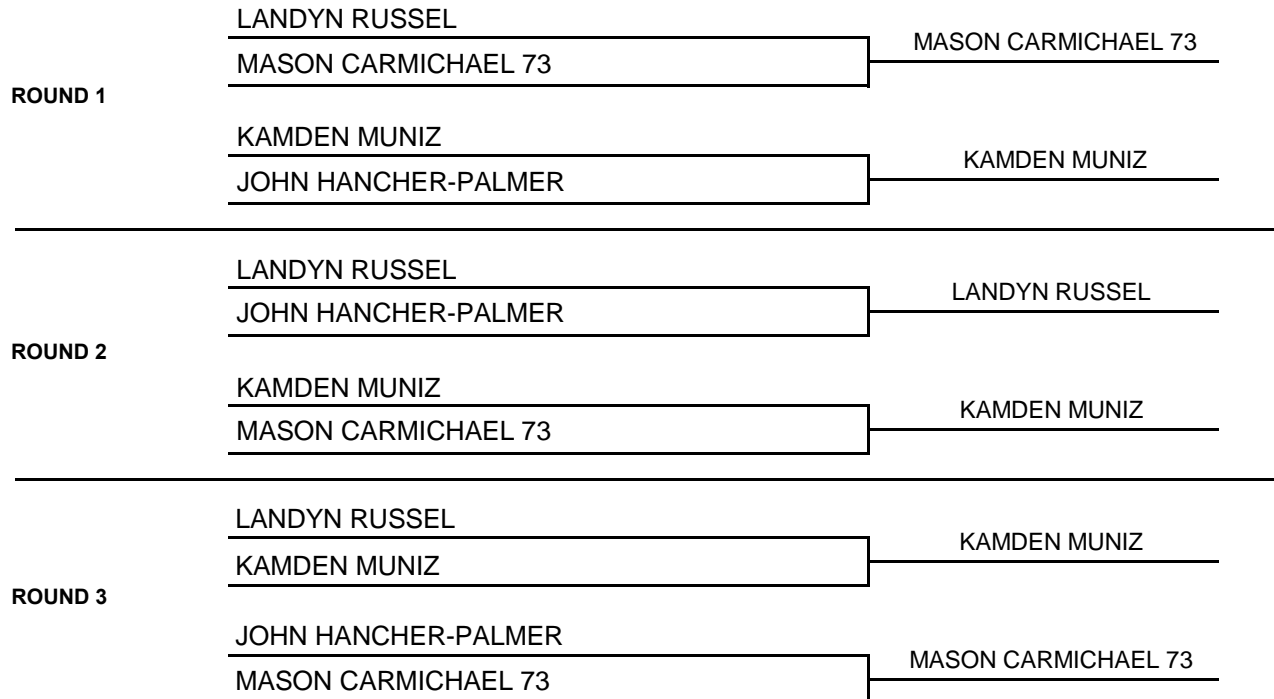 LANDYN RUSSEL
MASON CARMICHAEL 73
MASON CARMICHAEL 73
ROUND 1
KAMDEN MUNIZ
KAMDEN MUNIZ
JOHN HANCHER-PALMER
LANDYN RUSSEL
LANDYN RUSSEL
JOHN HANCHER-PALMER
ROUND 2
KAMDEN MUNIZ
KAMDEN MUNIZ
MASON CARMICHAEL 73
LANDYN RUSSEL
KAMDEN MUNIZ
KAMDEN MUNIZ
ROUND 3
JOHN HANCHER-PALMER
MASON CARMICHAEL 73
MASON CARMICHAEL 73